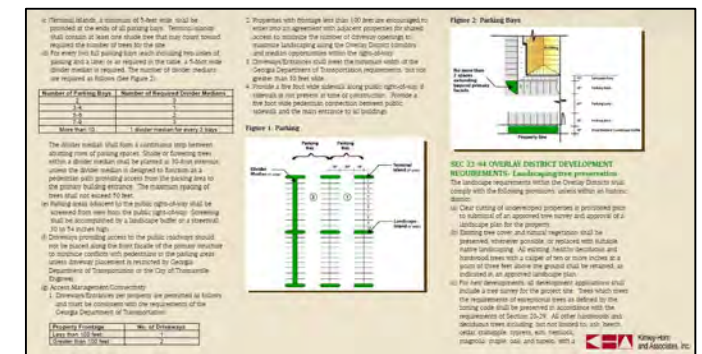 c) Terminal islands, a minimum of 5-feet wide, shall be
provided at the ends of all parking bays. Terminal islands
shall contain at least one shade tree that may count toward
required the number of trees for the site.
d) For every two full parking bays (each including two sides of
parking and a lane) or as required in the table, a 5-foot wide
divider median is required. The number of divider medians
are required as follows (See Figure 2).
Number of Parking Bays Number of Required Divider Medians
2
3-4
More than 10 1 divider median for every 3 bays
The divider median shall form a continuous strip between
abutting rows of parking spaces. Shade or flowering trees
within a divider median shall be planted at 30-foot intervals
unless the divider median is designed to function as a
pedestrian path providing access from the parking area to
the primary building entrance. The maximum spacing of
trees shall not exceed 50 feet.
(e) Parking areas adjacent to the public right-of-way shall be
screened from view from the public right-of-way. Screening
shall be accompanied by a landscape buffer or a streetwall
30 to 54 inches high.
(f) Driveways providing access to the public roadways should
not be placed along the front facade of the primary structure
to minimize conflicts with pedestrians in the parking areas
unless driveway placement is restricted by Georgia
Department of Transportation or the City of Thomasville
Engineer.
(g) Access Management/Connectivity
1. Driveways/Entrances per property are permitted as follows
and must be consistent with the requirements of the
Georgia Department of Transportation:
Property Frontage No. of Driveways
Less than 100 feet 1
Greater than 100 feet 2
2. Properties with frontage less than 100 feet are encouraged to
enter into an agreement with adjacent properties for shared
access to minimize the number of driveway openings to
maximize landscaping using the Overlay District corridors
and median opportunities within the right-of-way.
3. Driveways/Entrances shall meet the minimum width of the
Georgia Department of Transportation requirements, but not
greater than 30 feet wide.
4. Provide a five foot wide sidewalk along public right-of-way if
sidewalk is not present at time of construction. Provide a
five foot wide pedestrian connection between public
sidewalk and the main entrance to all buildings.
Figure 1: Parking
Parking Bay Parking Bay
Divider Median
Terminal Island
2 1
Landscape Island
Figure 2: Parking Bays
No more than 2 spaces extending beyond primary facade
Property line
SEC 22-94 OVERLAY DISTRICT DEVELOPMENT
REQUIREMENTS- Landscaping/tree preservation
The landscape requirements within the Overlay Districts shall
comply with the following provisions, unless within an historic
district:
(a) Clear cutting of undeveloped properties is prohibited prior
to submittal of an approved tree survey and approval of a
landscape plan for the property.
(b) Existing tree cover and natural vegetation shall be
preserved, whenever possible, or replaced with suitable
native landscaping. All existing, healthy deciduous and
hardwood trees with a caliper of ten or more inches at a
point of three feet above the ground shall be retained, as
indicated in an approved landscape plan.
(c) For new developments, all development applications shall
include a tree survey for the project site. Trees which meet
the requirements of exceptional trees as defined by the
zoning code shall be preserved in accordance with the
requirements of Section 20-29. All other hardwoods and
deciduous trees including, but not limited to, ash, beech,
cedar, crabapple, cypress, elm, hemlock,
magnolia, maple, oak, and tupelo, with a
Kimley-Horn
and Associates, Inc.